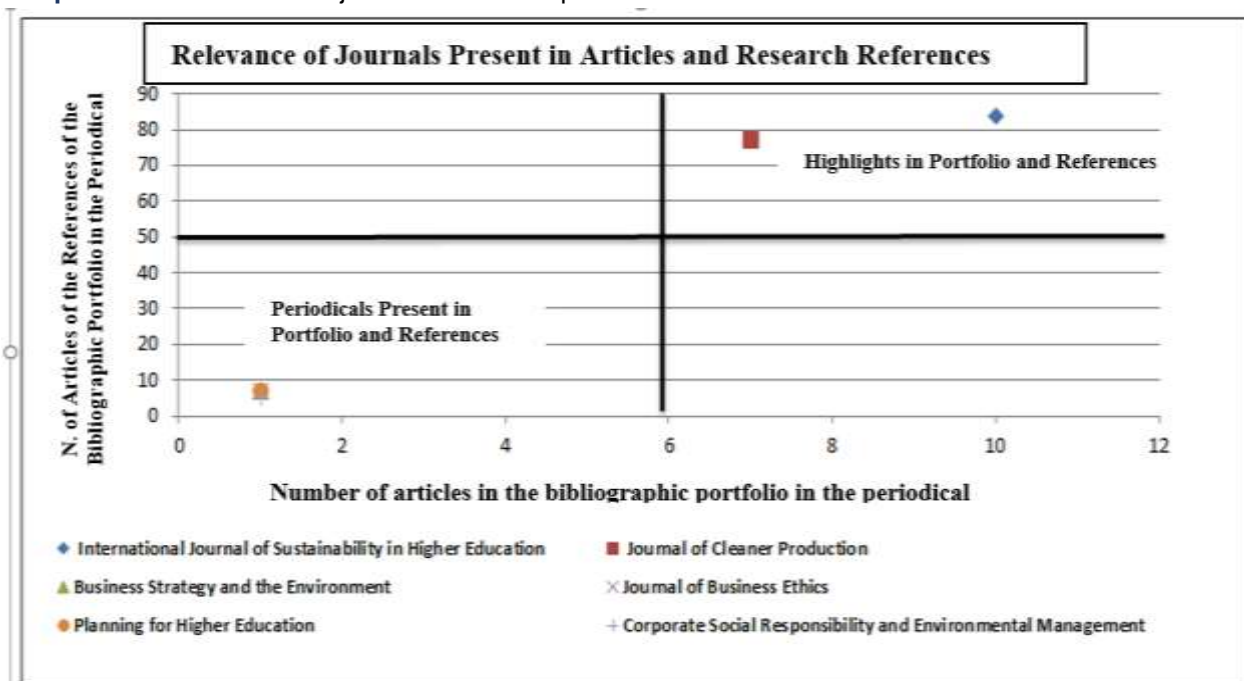 Relevance of Journals Present in Articles and Research References
N. of Articles of the References of the
Bibliographic Portfolio in the Periodical
90
80
70
60
50
40
30
20
10
0
Highlights in Portfolio and References
Periodicals Present in
Portfolio and References
0 2 4 6 8 10 12
Number of articles in the bibliographic portfolio in the periodical
International Journal of Sustainability in Higher Education
Journal of Cleaner Production
Business Strategy and the Environment
Journal of Business Ethics
Planning for Higher Education
Corporate Social Responsibility and Environmental Management